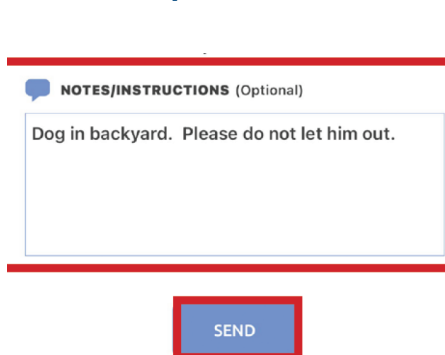 NOTES/INSTRUCTIONS (Optional)
Dog in backyard. Please do not let him out.
SEND